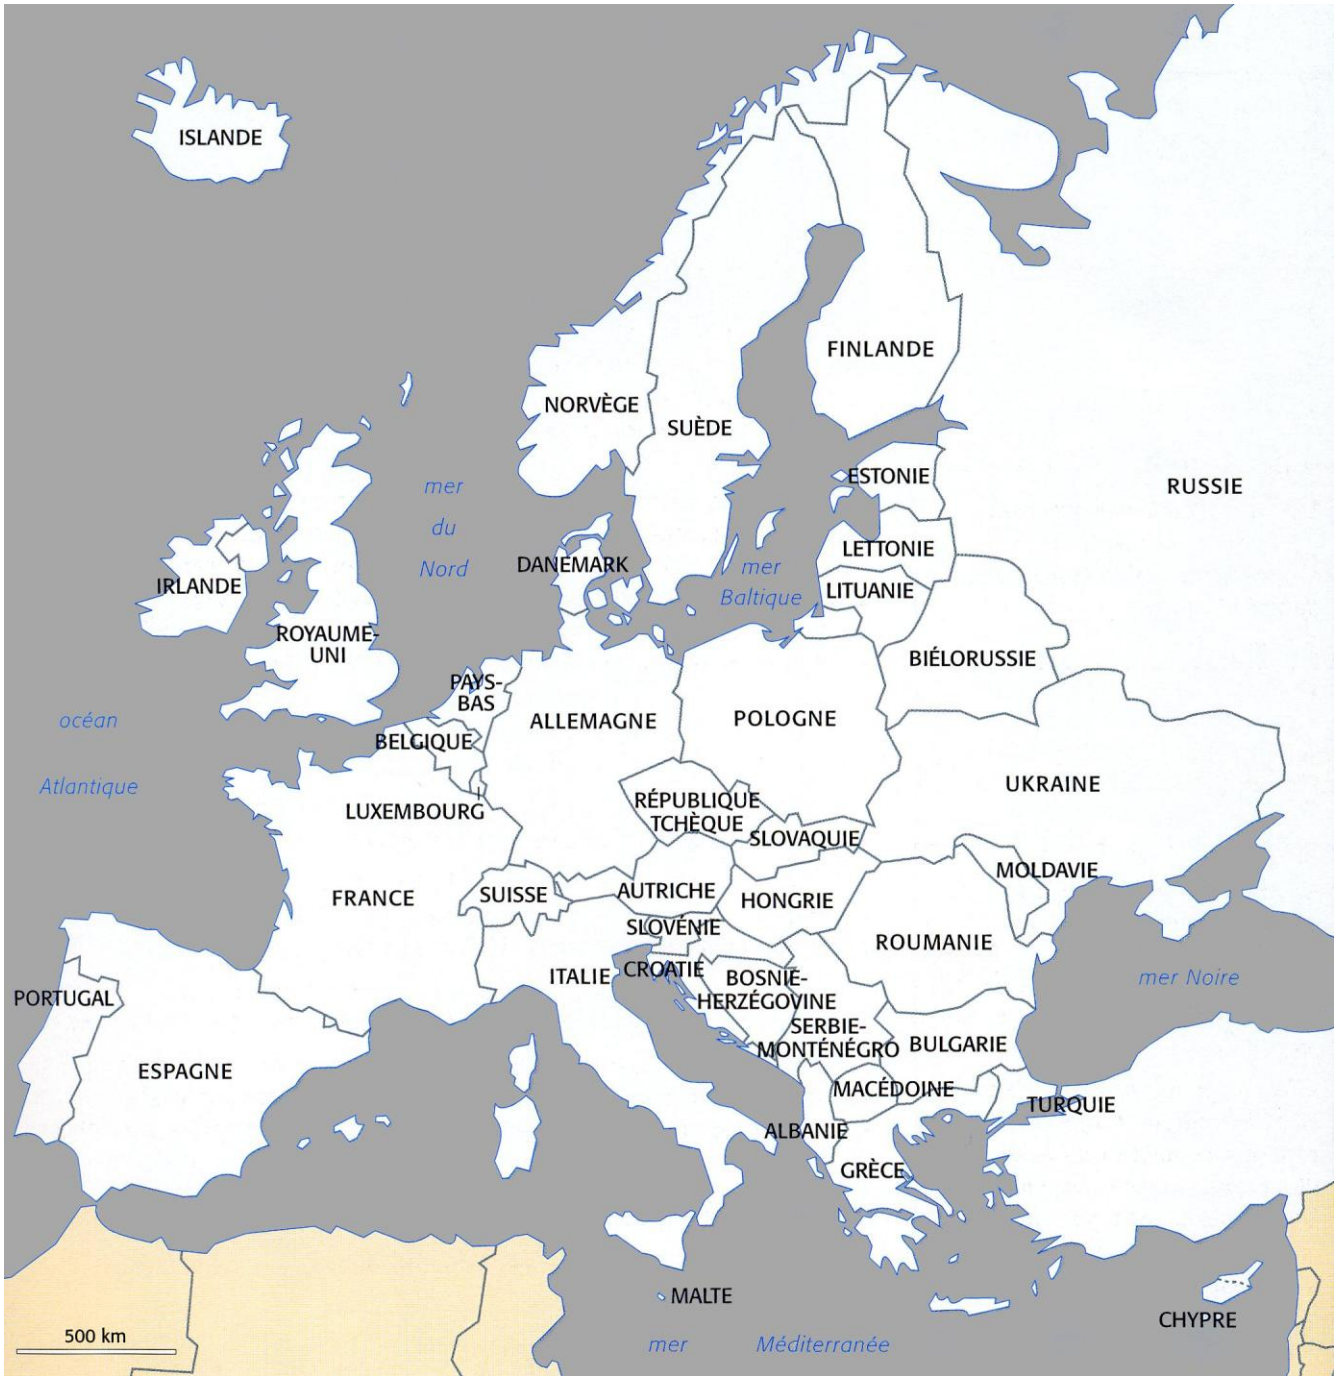 ISLANDE
FINLANDE
NORVÈGE
SUÈDE
ESTONIE
RUSSIE
mer
du
Nord
LETTONIE
DANEMARK
mer
Baltique
IRLANDE
LITUANIE
ROYAUME-
UNI
BIÉLORUSSIE
PAYS-
BAS
océan
Atlantique
ALLEMAGNE
POLOGNE
BELGIQUE
UKRAINE
LUXEMBOURG
RÉPUBLIQUE
TCHÈQUE
SLOVAQUIE
MOLDAVIE
FRANCE
SUISSE
AUTRICHE
HONGRIE
SLOVÉNIE
ROUMANIE
ITALIE
CROATIE
BOSNIE-
HERZÉGOVINE
mer Noire
PORTUGAL
SERBIE-
MONTÉNÉGRO
BULGARIE
ESPAGNE
MACÉDOINE
TURQUIE
ALBANIE
GRÈCE
MALTE
CHYPRE
500 km
mer Méditerranée